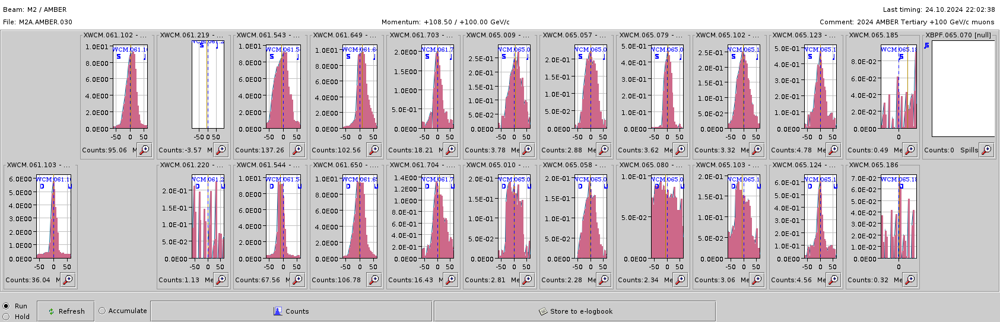 Beam: M2 / AMBER
Last timing: 24.10.2024 22:02:38
File: M2A.AMBER.030
Momentum: +108.50 / +100.00 GeV/c
Comment: 2024 AMBER Tertiary +100 GeV/c muons
XWCM.061.102 - ...
1.0E01
8.0E00
6.0E00
4.0E00
2.0E00
0.0E00
-50 0 50
Counts:95.06 M
XWCM.061.219 - ...
-50 0 50
Counts:-3.57 M
XWCM.061.543 - ...
1.0E01
8.0E00
6.0E00
4.0E00
2.0E00
0.0E00
-50 0 50
Counts:137.26
XWCM.061.649 - ...
1.0E01
8.0E00
6.0E00
4.0E00
2.0E00
0.0E00
-50 0 50
Counts:102.56
XWCM.061.703 - ...
2.0E00
1.5E00
1.0E00
5.0E-01
0.0E00
-50 0 50
Counts:18.21 M
XWCM.065.009 - ...
2.5E-01
2.0E-01
1.5E-01
1.0E-01
5.0E-02
0.0E00
-50 0 50
Counts:3.78 Me
XWCM.065.057 - ...
2.0E-01
1.5E-01
1.0E-01
5.0E-02
0.0E00
-50 0 50
Counts:2.88 Me
XWCM.065.079 - ...
5.0E-01
4.0E-01
3.0E-01
2.0E-01
1.0E-01
0.0E00
-50 0 50
Counts:3.62 Me
XWCM.065.102 - ...
2.5E-01
2.0E-01
1.5E-01
1.0E-01
5.0E-02
0.0E00
-50 0 50
Counts:3.32 Me
XWCM.065.123 - ...
5.0E-01
4.0E-01
3.0E-01
2.0E-01
1.0E-01
0.0E00
-50 0 50
Counts:4.78 Me
XWCM.065.185
8.0E-02
6.0E-02
4.0E-02
2.0E-02
0.0E00
0
Counts:0.49 Me
XBPF.065.070 [null]
S
Counts:0 Spills
XWCM.061.103 - ...
6.0E00
5.0E00
4.0E00
3.0E00
2.0E00
1.0E00
0.0E00
-50 0 50
Counts:36.04 M
XWCM.061.220 - ...
2.0E-01
1.5E-01
1.0E-01
5.0E-02
0.0E00
-50 0 50
Counts:1.13 Me
XWCM.061.544 - ...
1.0E01
8.0E00
6.0E00
4.0E00
2.0E00
0.0E00
-50 0 50
Counts:67.56 M
XWCM.061.650 - ...
1.0E01
8.0E00
6.0E00
4.0E00
2.0E00
0.0E00
-50 0 50
Counts:106.78
XWCM.061.704 - ...
1.4E00
1.2E00
1.0E00
8.0E-01
6.0E-01
4.0E-01
2.0E-01
0.0E00
-50 0 50
Counts:16.43 M
XWCM.065.010 - ...
2.0E-01
1.5E-01
1.0E-01
5.0E-02
0.0E00
-50 0 50
Counts:2.81 Me
XWCM.065.058 - ...
2.0E-01
1.5E-01
1.0E-01
5.0E-02
0.0E00
-50 0 50
Counts:2.28 Me
XWCM.065.080 - ...
1.0E-01
5.0E-02
0.0E00
-50 0 50
Counts:2.34 Me
XWCM.065.103 - ...
2.0E-01
1.5E-01
1.0E-01
5.0E-02
0.0E00
-50 0 50
Counts:3.06 Me
XWCM.065.124 - ...
6.0E-01
5.0E-01
4.0E-01
3.0E-01
2.0E-01
1.0E-01
0.0E00
-50 0 50
Counts:4.56 Me
XWCM.065.186
7.0E-02
6.0E-02
5.0E-02
4.0E-02
3.0E-02
2.0E-02
1.0E-02
0.0E00
0
Counts:0.32 Me
Run
Hold
Refresh
Accumulate
Counts
Store to e-logbook